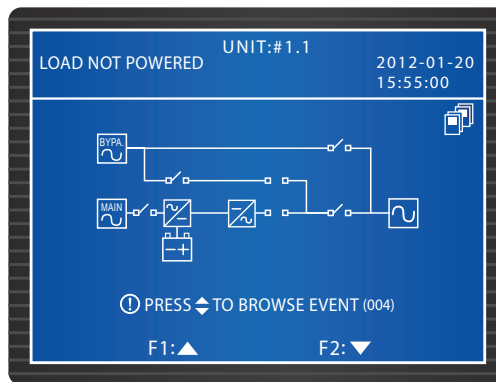 UNIT:#1.1
LOAD NOT POWERED
2012-01-20
15:55:00
BYPA.
MAIN
PRESS TO BROWSE EVENT (004)
F1: F2: